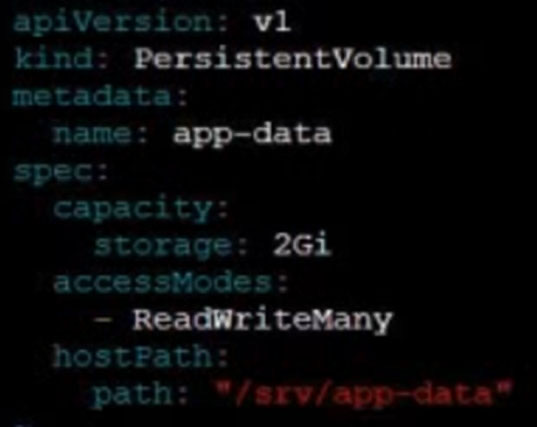 apiVersion: v1
kind: PersistentVolume
metadata:
  name: app-data
spec:
  capacity:
    storage: 2Gi
  accessModes:
    - ReadWriteMany
  hostPath:
    path: "/srv/app-data"